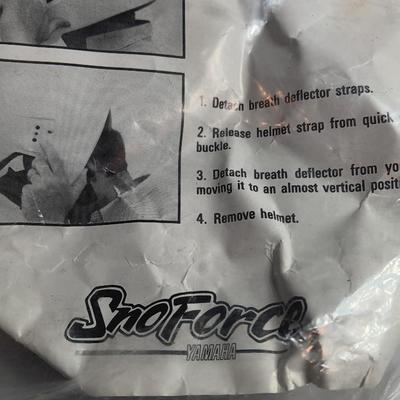 1. Detach breath deflector straps.
2. Release helmet strap from quick
buckle.
3. Detach breath deflector from yo
moving it to an almost vertical positi
4. Remove helmet.
SnoForce
YAMAHA